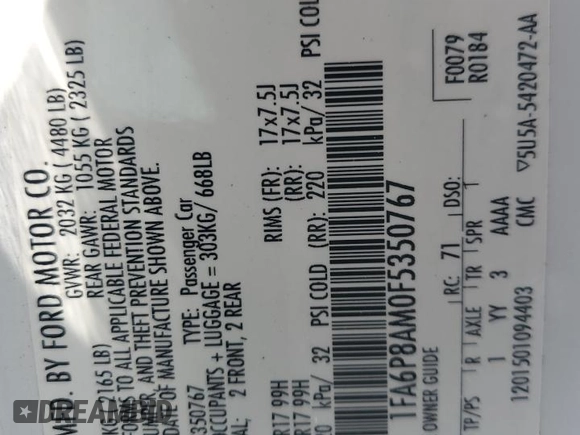 MFD. BY FORD MOTOR CO.
GVWR: 2032 KG ( 4480 LB)
2165 LB) REAR GAWR: 1055 KG ( 2325 LB)
TO ALL APPLICABLE FEDERAL MOTOR
AND THEFT PREVENTION STANDARDS
DATE OF MANUFACTURE SHOWN ABOVE.
350767 TYPE: Passenger Car
OCCUPANTS + LUGGAGE = 303KG/ 668LB
2 FRONT, 2 REAR
R17 99H RIMS (FR): 17x7.5J
R17 99H (RR): 17x7.5J
kPa/ 32 PSI COLD (RR): 220 kPa/ 32 PSI COL
1FA6P8AM0F5350767
F0079
R0184
OWNER GUIDE
RC: 71 DSO:
TP/PS R AXLE TR SPR
1 YY 3 AAAA
1201501094403 CMC ▽5U5A-5420472-AA
RIDESAFELY